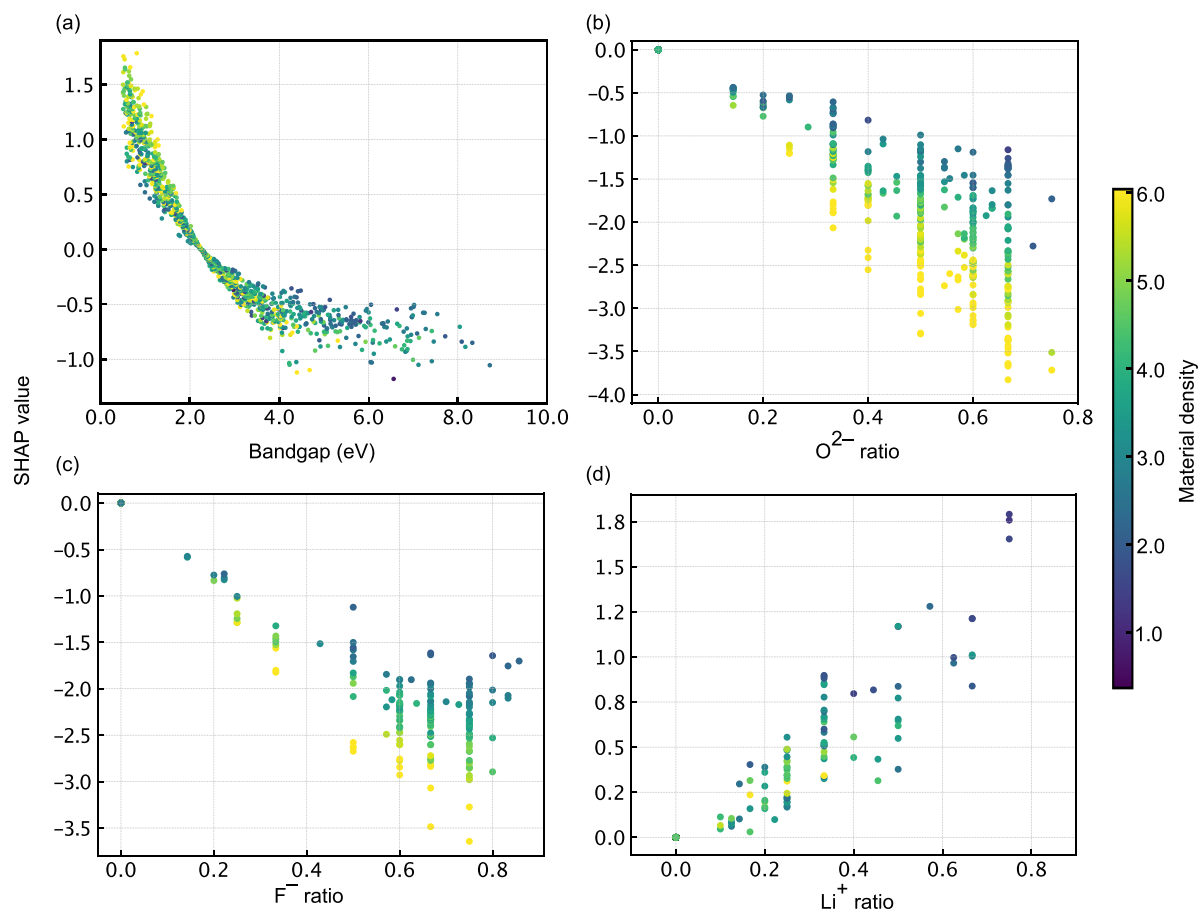 (a)
1.5
1.0
0.5
0.0
−0.5
−1.0
0.0 2.0 4.0 6.0 8.0 10.0
Bandgap (eV)
(b)
0.0
−0.5
−1.0
−1.5
−2.0
−2.5
−3.0
−3.5
−4.0
0.0 0.2 0.4 0.6 0.8
O²⁻ ratio
SHAP value
(c)
0.0
−0.5
−1.0
−1.5
−2.0
−2.5
−3.0
−3.5
0.0 0.2 0.4 0.6 0.8
F⁻ ratio
(d)
1.8
1.5
1.2
1.0
0.8
0.5
0.2
0.0
0.0 0.2 0.4 0.6 0.8
Li⁺ ratio
6.0
5.0
4.0
3.0
2.0
1.0
Material density